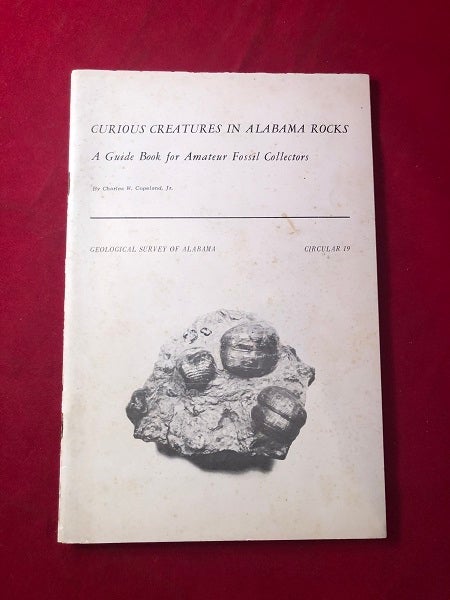 CURIOUS CREATURES IN ALABAMA ROCKS
A Guide Book for Amateur Fossil Collectors
By Charles W. Copeland, Jr.
GEOLOGICAL SURVEY OF ALABAMA CIRCULAR 19